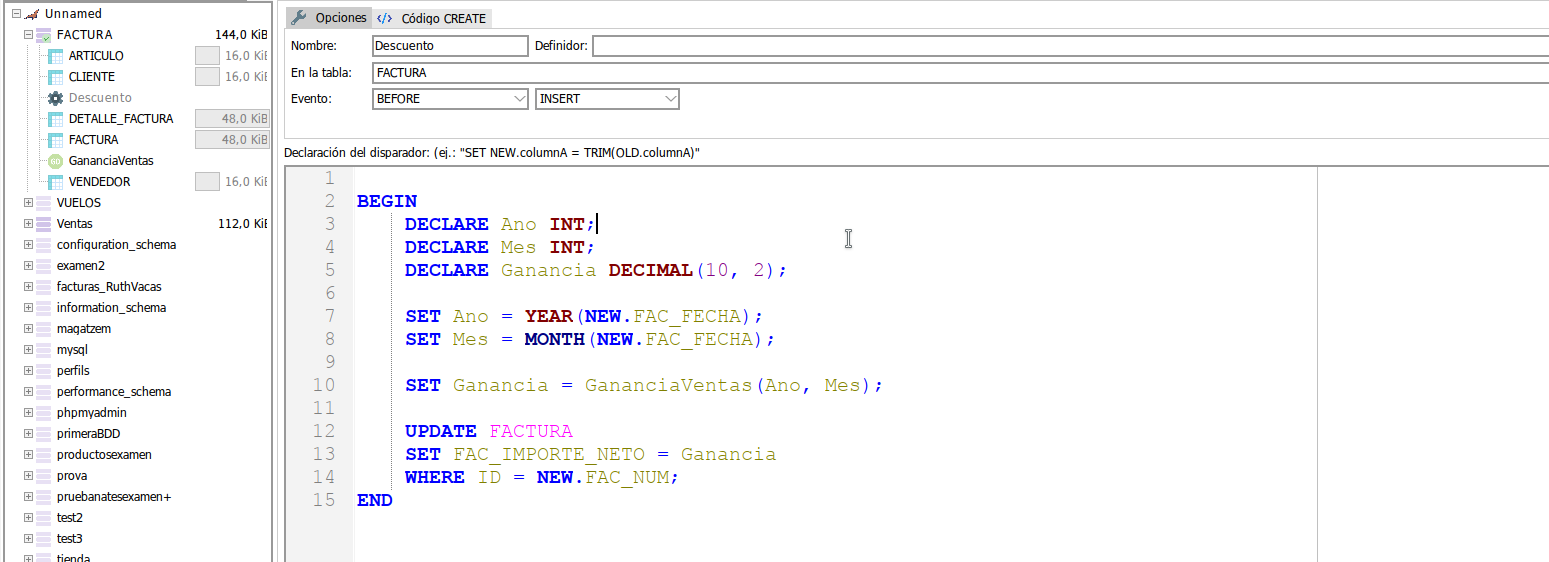 Unnamed
FACTURA 144,0 KiB
ARTICULO 16,0 KiB
CLIENTE 16,0 KiB
Descuento
DETALLE_FACTURA 48,0 KiB
FACTURA 48,0 KiB
GananciaVentas
VENDEDOR 16,0 KiB
VUELOS
Ventas 112,0 KiB
configuration_schema
examen2
facturas_RuthVacas
information_schema
magatzem
mysql
perfils
performance_schema
phpmyadmin
primeraBDD
productosexamen
prova
pruebanatesexamen+
test2
test3
tienda
Opciones </> Código CREATE
Nombre: Descuento Definidor:
En la tabla: FACTURA
Evento: BEFORE INSERT
Declaración del disparador: (ej.: "SET NEW.columnA = TRIM(OLD.columnA)"
1
2 BEGIN
3 DECLARE Ano INT;
4 DECLARE Mes INT;
5 DECLARE Ganancia DECIMAL(10, 2);
6
7 SET Ano = YEAR(NEW.FAC_FECHA);
8 SET Mes = MONTH(NEW.FAC_FECHA);
9
10 SET Ganancia = GananciaVentas(Ano, Mes);
11
12 UPDATE FACTURA
13 SET FAC_IMPORTE_NETO = Ganancia
14 WHERE ID = NEW.FAC_NUM;
15 END